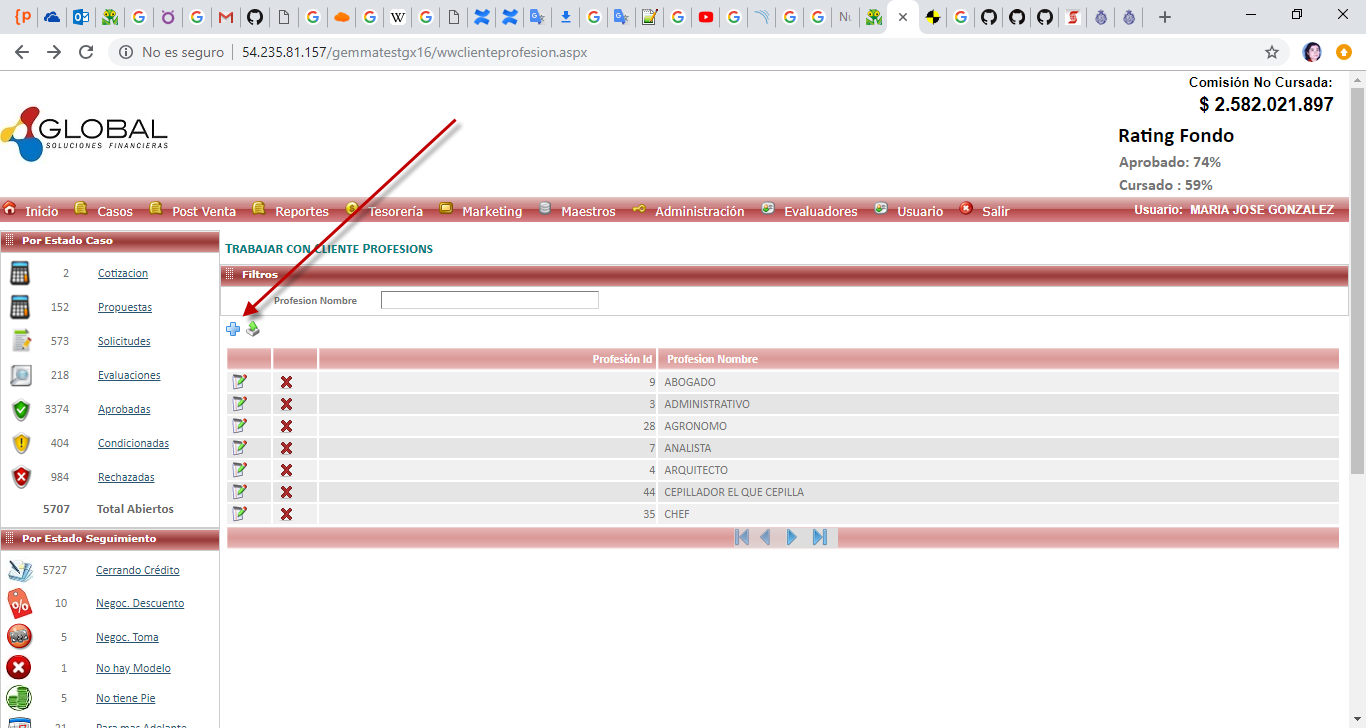 No es seguro
54.235.81.157/gemmatestgx16/wwclienteprofesion.aspx
Comisión No Cursada:
$ 2.582.021.897
GLOBAL
SOLUCIONES FINANCIERAS
Rating Fondo
Aprobado: 74%
Cursado : 59%
Inicio Casos Post Venta Reportes Tesorería Marketing Maestros Administración Evaluadores Usuario Salir Usuario: MARIA JOSE GONZALEZ
Por Estado Caso
2 Cotizacion
152 Propuestas
573 Solicitudes
218 Evaluaciones
3374 Aprobadas
404 Condicionadas
984 Rechazadas
5707 Total Abiertos
Por Estado Seguimiento
5727 Cerrando Crédito
10 Negoc. Descuento
5 Negoc. Toma
1 No hay Modelo
5 No tiene Pie
21 Para mas Adelante
TRABAJAR CON CLIENTE PROFESIONS
Filtros
Profesion Nombre
Profesión Id Profesion Nombre
9 ABOGADO
3 ADMINISTRATIVO
28 AGRONOMO
7 ANALISTA
4 ARQUITECTO
44 CEPILLADOR EL QUE CEPILLA
35 CHEF